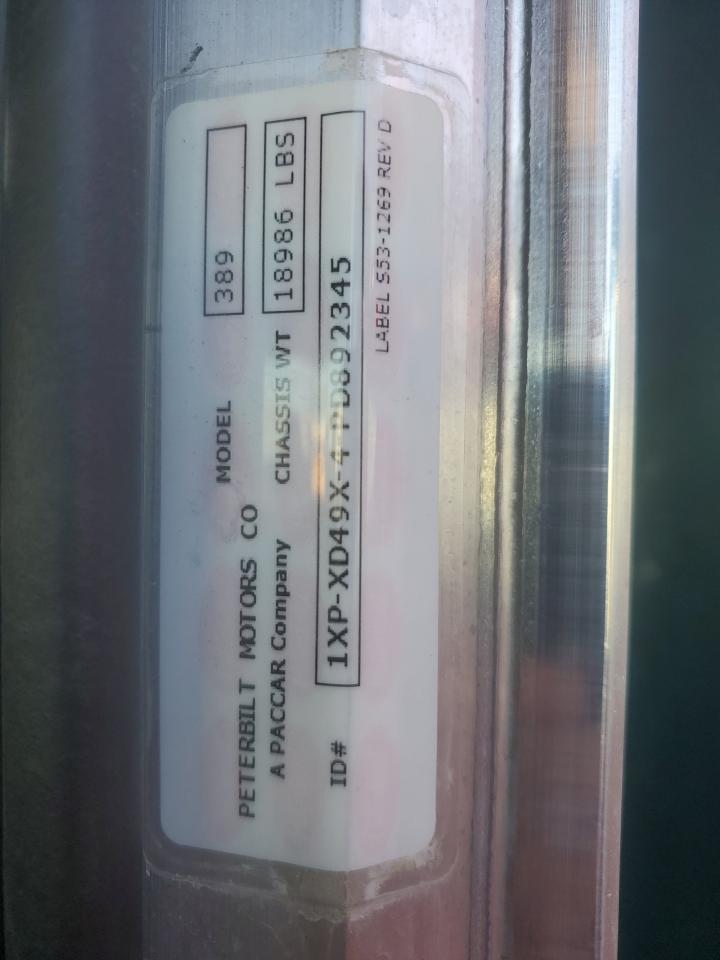 PETERBILT MOTORS CO MODEL 389
A PACCAR Company CHASSIS WT 18986 LBS
ID# 1XP-XD49X-4-PD892345
LABEL S53-1269 REV D